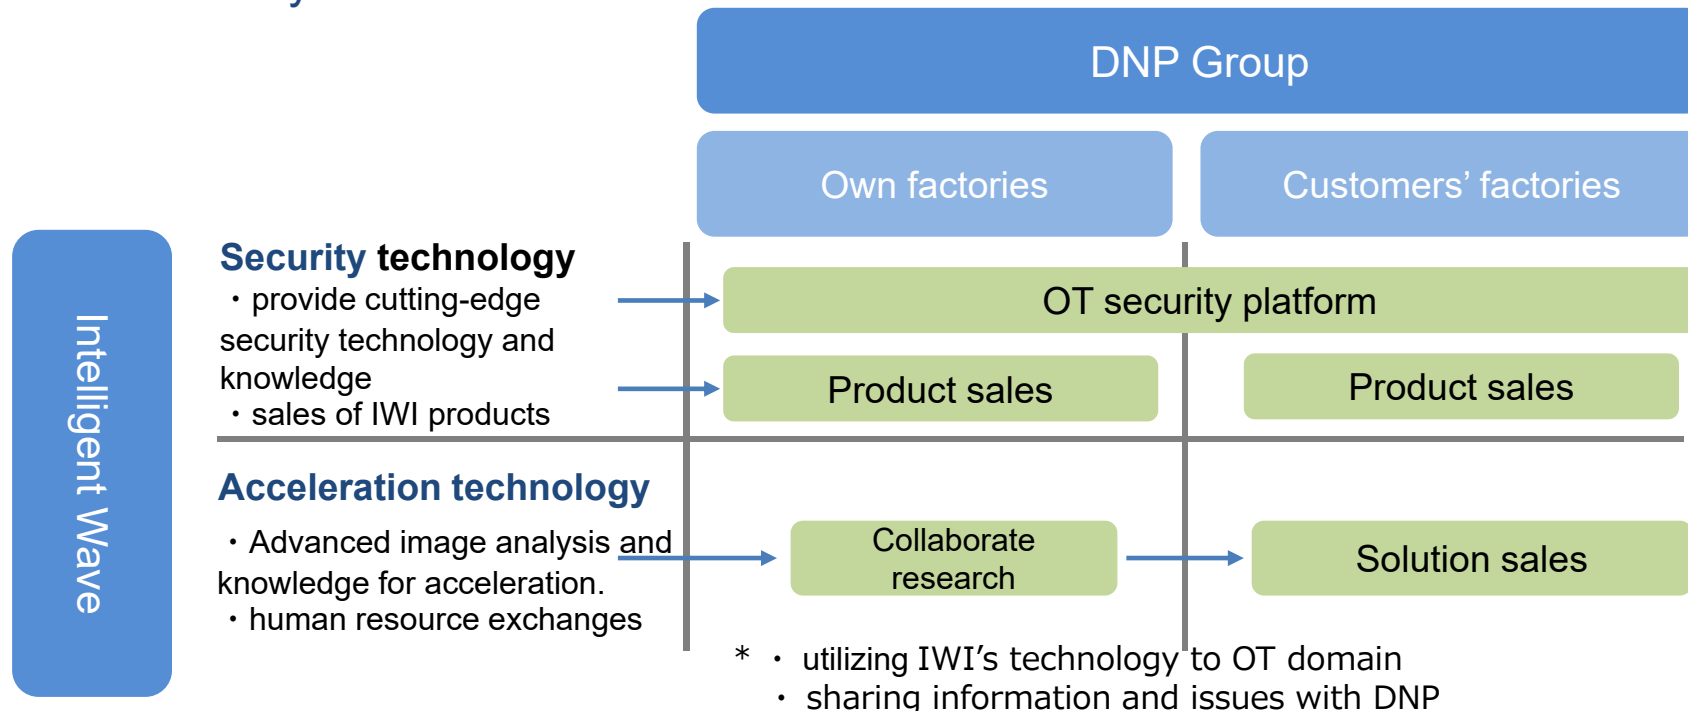 DNP Group
Own factories
Customers’ factories
Intelligent Wave
Security technology
・provide cutting-edge
security technology and
knowledge
・sales of IWI products
OT security platform
Product sales
Product sales
Acceleration technology
・Advanced image analysis and
knowledge for acceleration.
・human resource exchanges
Collaborate
research
Solution sales
* ・ utilizing IWI’s technology to OT domain
・ sharing information and issues with DNP